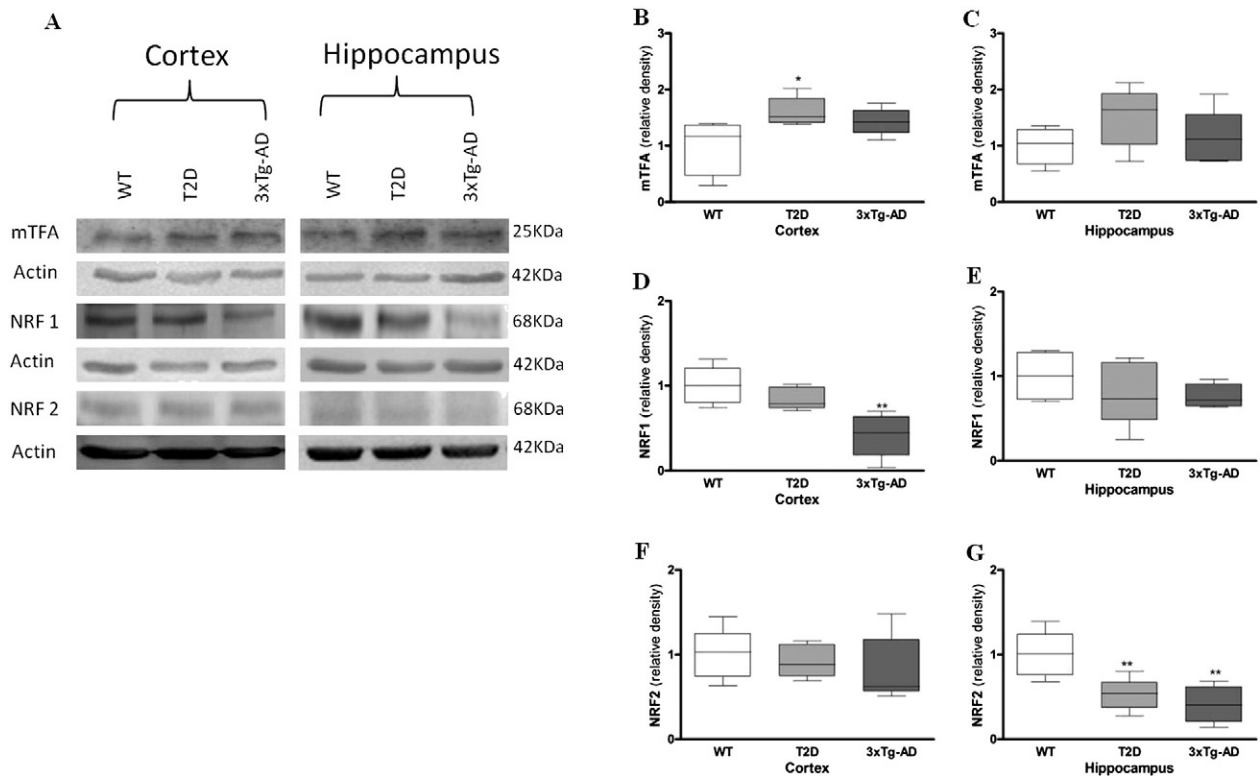 A
Cortex
Hippocampus
WT
T2D
3xTg-AD
WT
T2D
3xTg-AD
mTFA
25KDa
Actin
42KDa
NRF 1
68KDa
Actin
42KDa
NRF 2
68KDa
Actin
42KDa
B
mTFA (relative density)
3
2
1
0
*
WT
T2D
3xTg-AD
Cortex
C
mTFA (relative density)
3
2
1
0
WT
T2D
3xTg-AD
Hippocampus
D
NRF1 (relative density)
2
1
0
**
WT
T2D
3xTg-AD
Cortex
E
NRF1 (relative density)
2
1
0
WT
T2D
3xTg-AD
Hippocampus
F
NRF2 (relative density)
2
1
0
WT
T2D
3xTg-AD
Cortex
G
NRF2 (relative density)
2
1
0
**
**
WT
T2D
3xTg-AD
Hippocampus